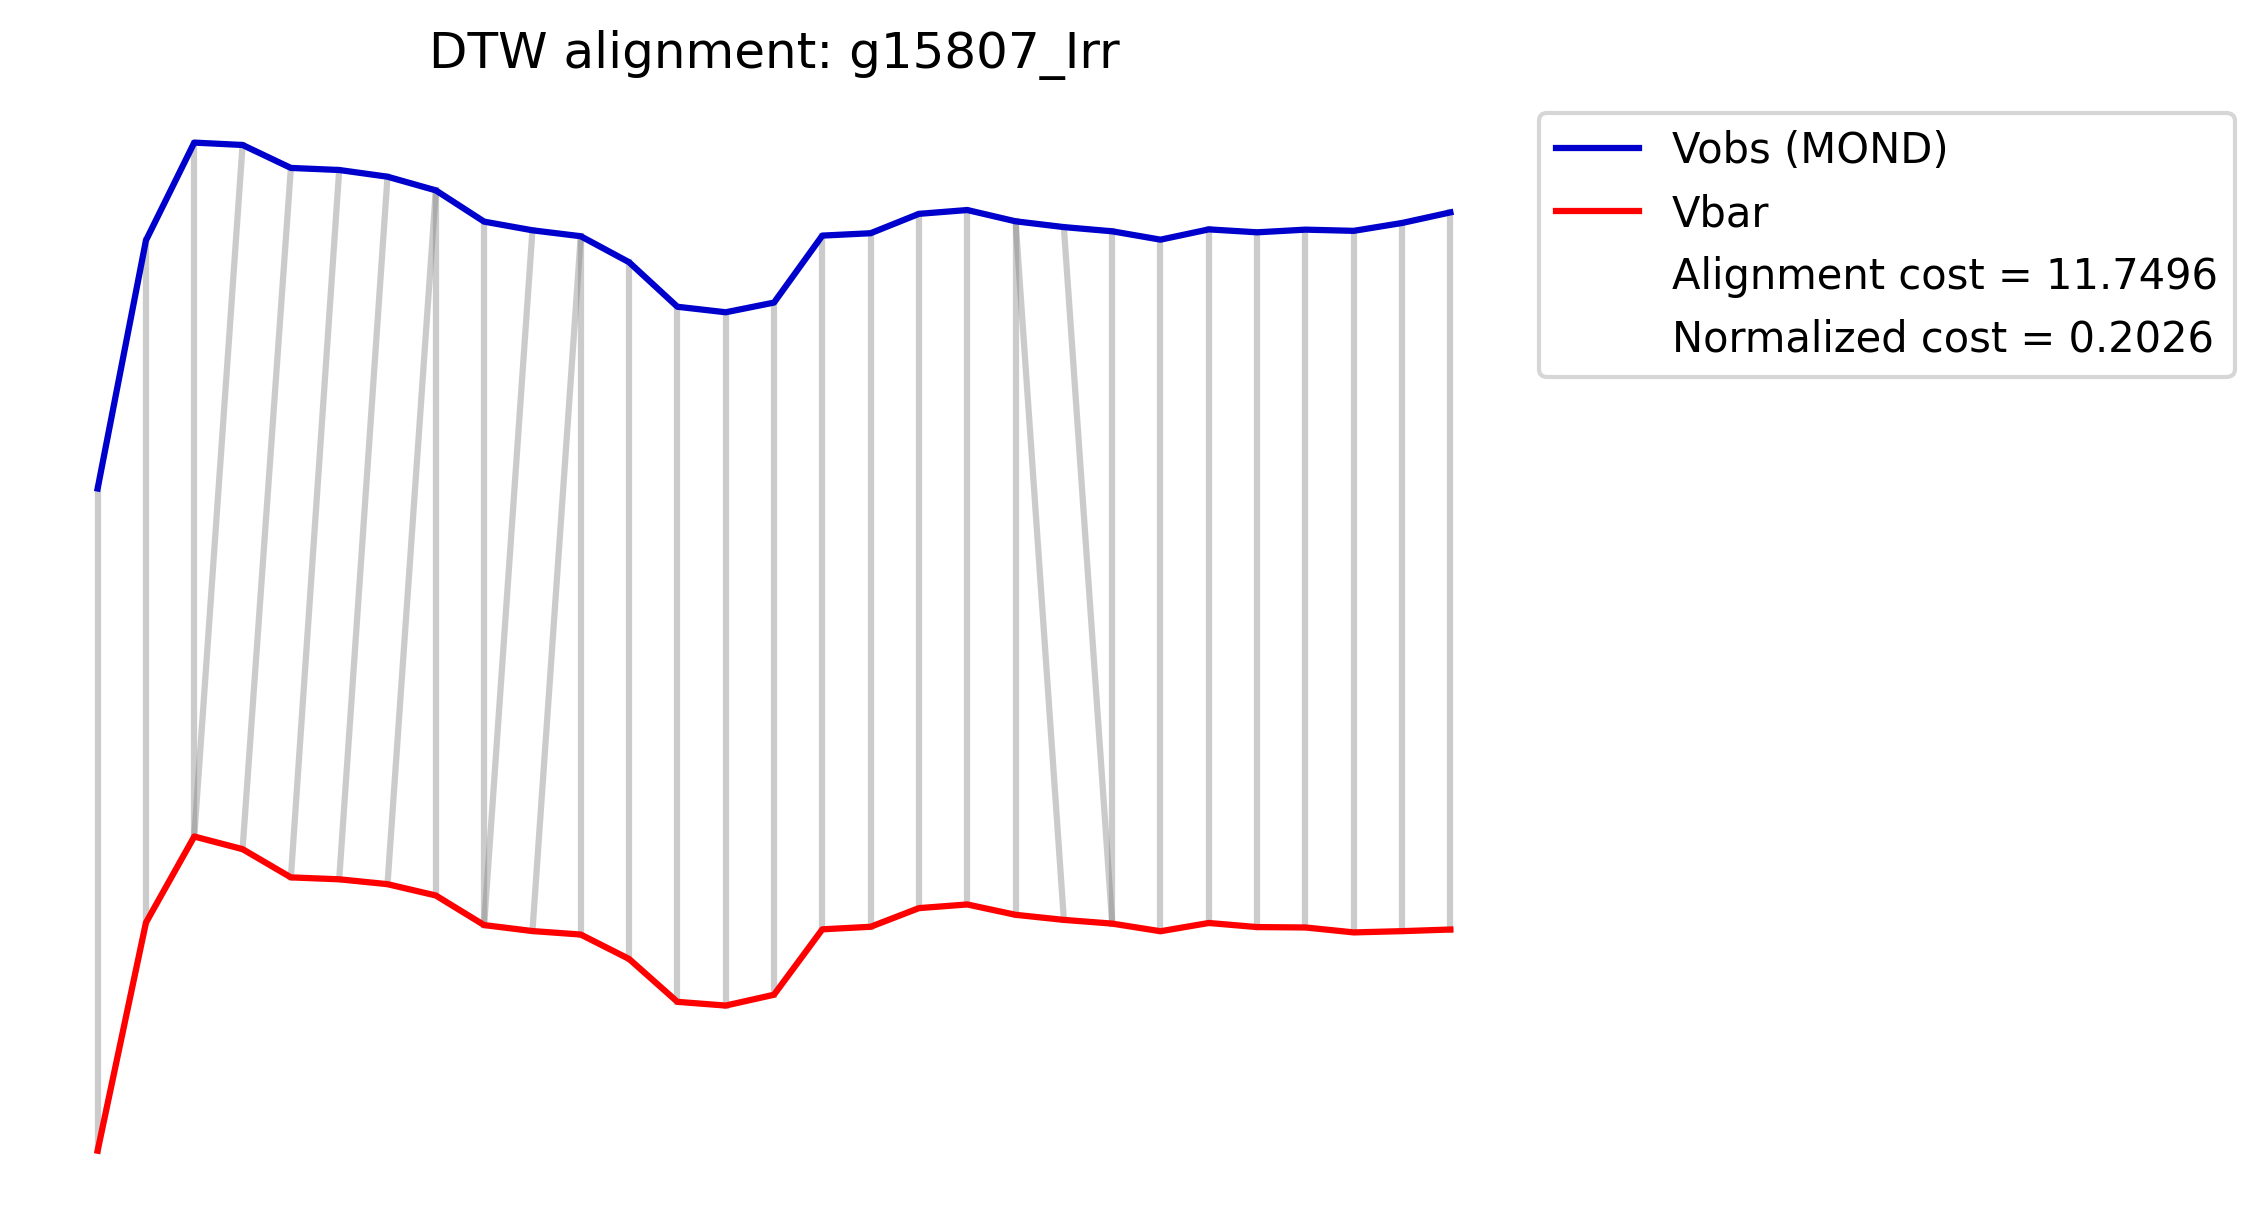 DTW alignment: g15807_Irr
Vobs (MOND)
Vbar
Alignment cost = 11.7496
Normalized cost = 0.2026